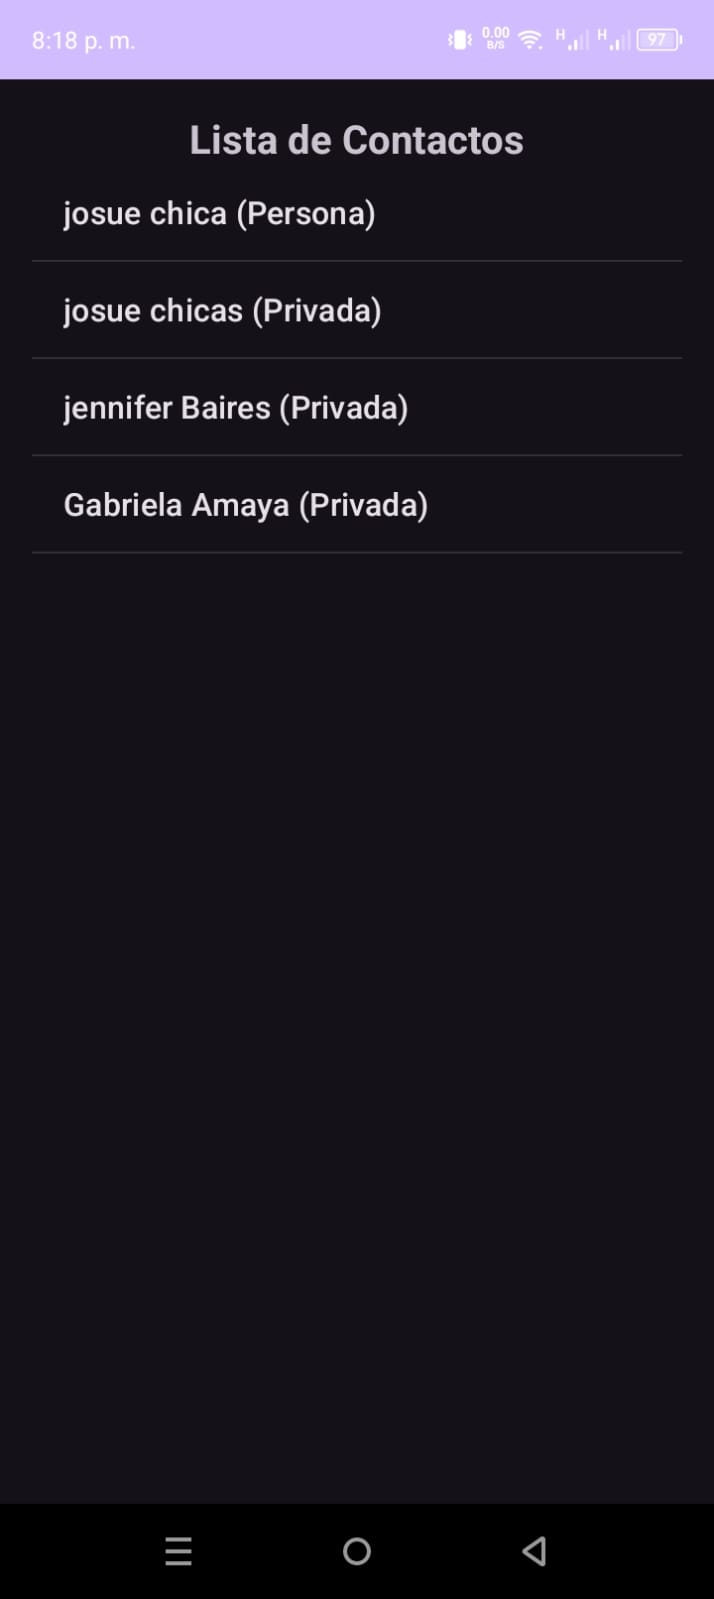 8:18 p. m.
0.00
B/S
H
H
97
Lista de Contactos
josue chica (Persona)
josue chicas (Privada)
jennifer Baires (Privada)
Gabriela Amaya (Privada)